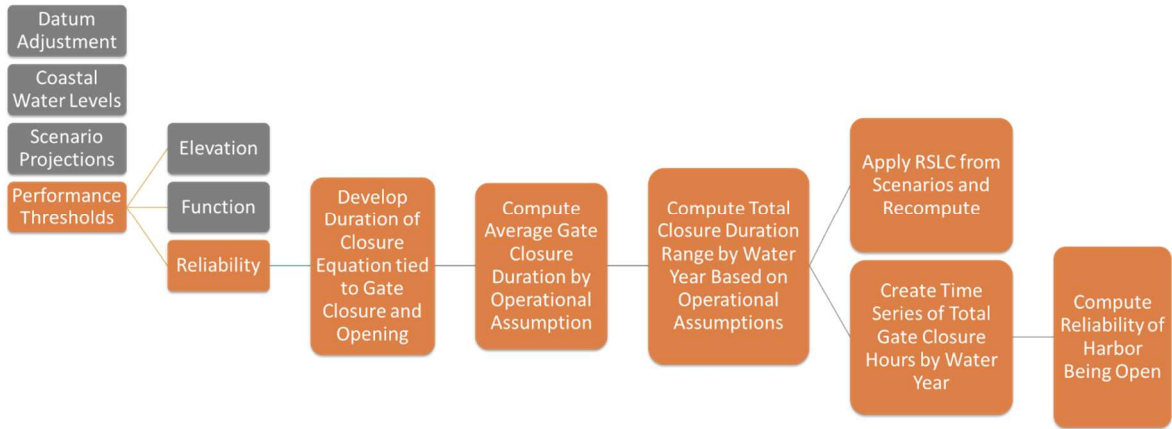 Datum
Adjustment
Coastal
Water Levels
Scenario
Projections
Performance
Thresholds
Elevation
Function
Reliability
Develop
Duration of
Closure
Equation tied
to Gate
Closure and
Opening
Compute
Average Gate
Closure
Duration by
Operational
Assumption
Compute Total
Closure Duration
Range by Water
Year Based on
Operational
Assumptions
Apply RSLC from
Scenarios and
Recompute
Create Time
Series of Total
Gate Closure
Hours by Water
Year
Compute
Reliability of
Harbor
Being Open